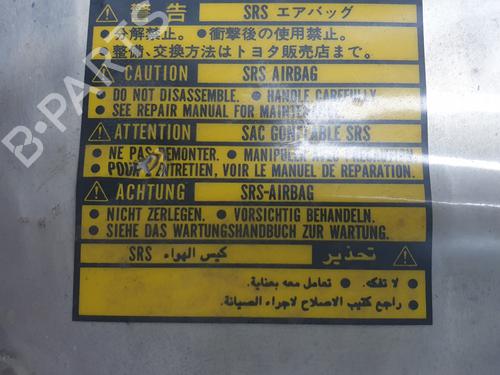 警告 SRS エアバッグ
●分解禁止。 ●衝撃後の使用禁止。
●整備、交換方法はトヨタ販売店まで。
CAUTION SRS AIRBAG
● DO NOT DISASSEMBLE. ● HANDLE CAREFULLY.
● SEE REPAIR MANUAL FOR MAINTENANCE.
ATTENTION SAC GONFLABLE SRS
● NE PAS DEMONTER. ● MANIPULER AVEC PRECAUTION.
● POUR ENTRETIEN, VOIR LE MANUEL DE REPARATION.
ACHTUNG SRS-AIRBAG
● NICHT ZERLEGEN. ● VORSICHTIG BEHANDELN.
● SIEHE DAS WARTUNGSHANDBUCH ZUR WARTUNG.
تحذير كيس الهواء SRS
● لا تفكه. ● تعامل معه بعناية.
● راجع كتيب الاصلاح لاجراء الصيانة.
B-PARTS